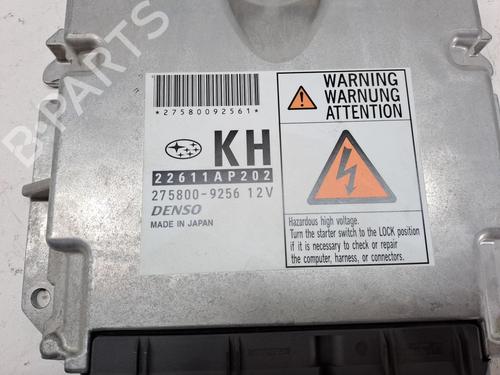 B-PARTS
*27580092561*
KH
22611AP202
275800-9256 12V
DENSO
MADE IN JAPAN
WARNING
WARNUNG
ATTENTION
Hazardous high voltage.
Turn the starter switch to the LOCK position
if it is necessary to check or repair
the computer, harness, or connectors.